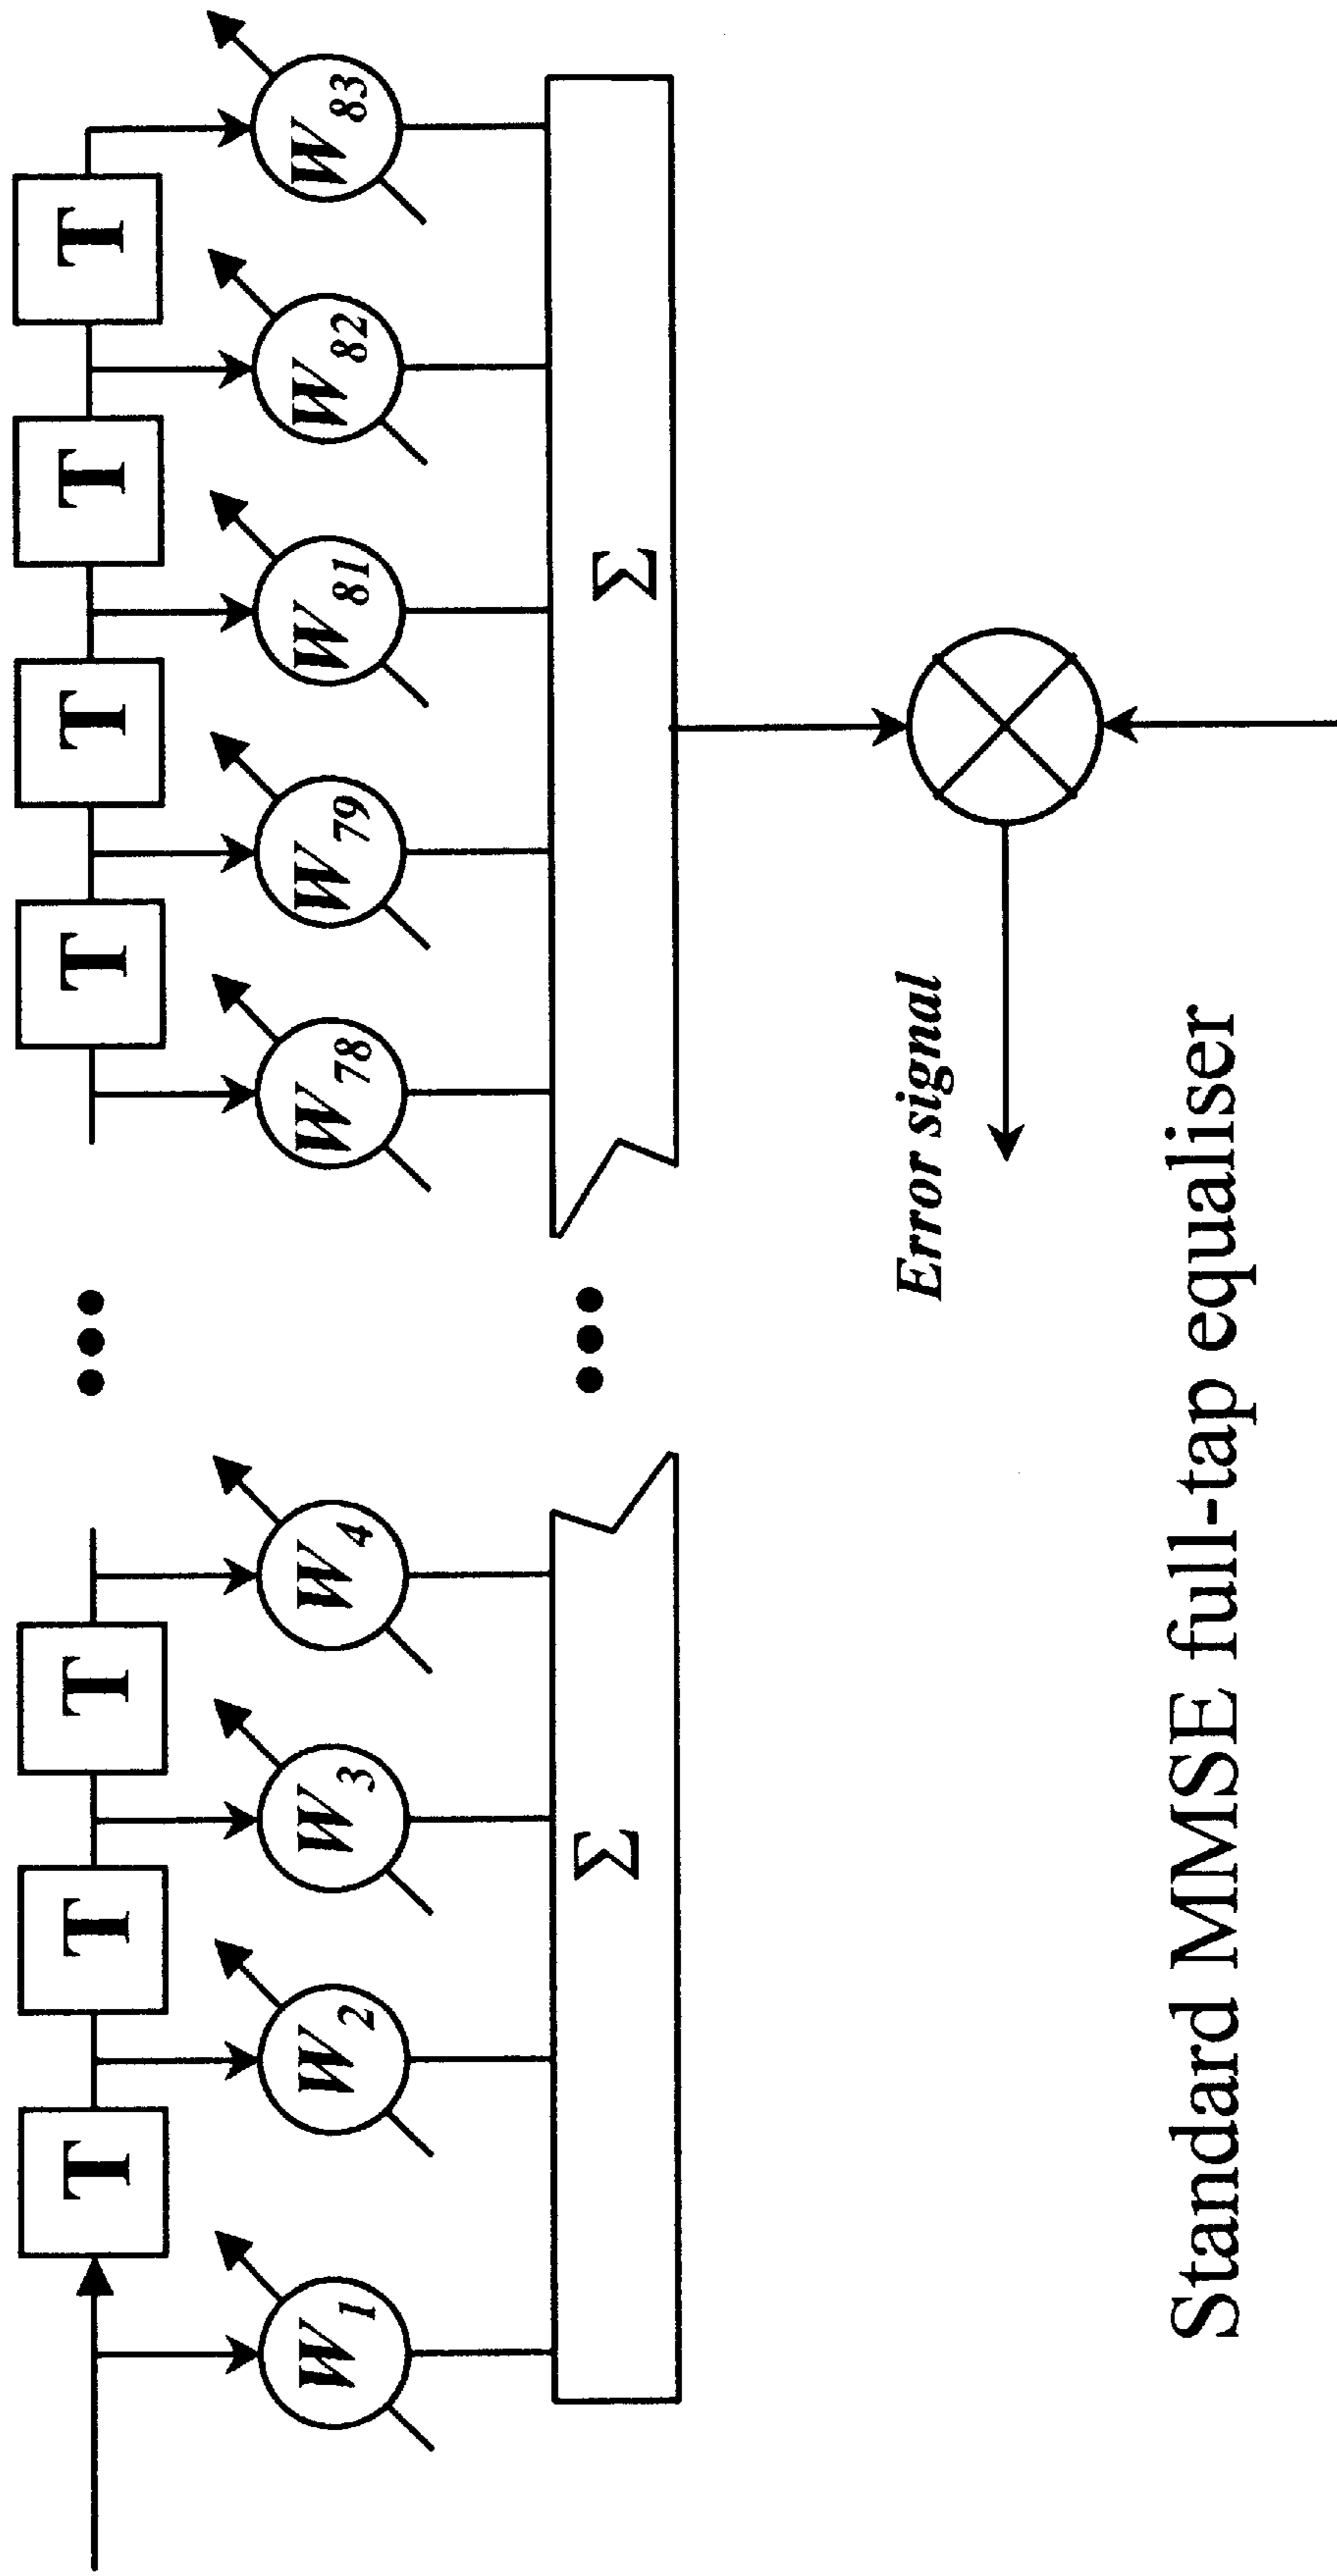 T T T T T T T
W1 W2 W3 W4 W78 W79 W81 W82 W83
Σ Σ
Error signal
Standard MMSE full-tap equaliser